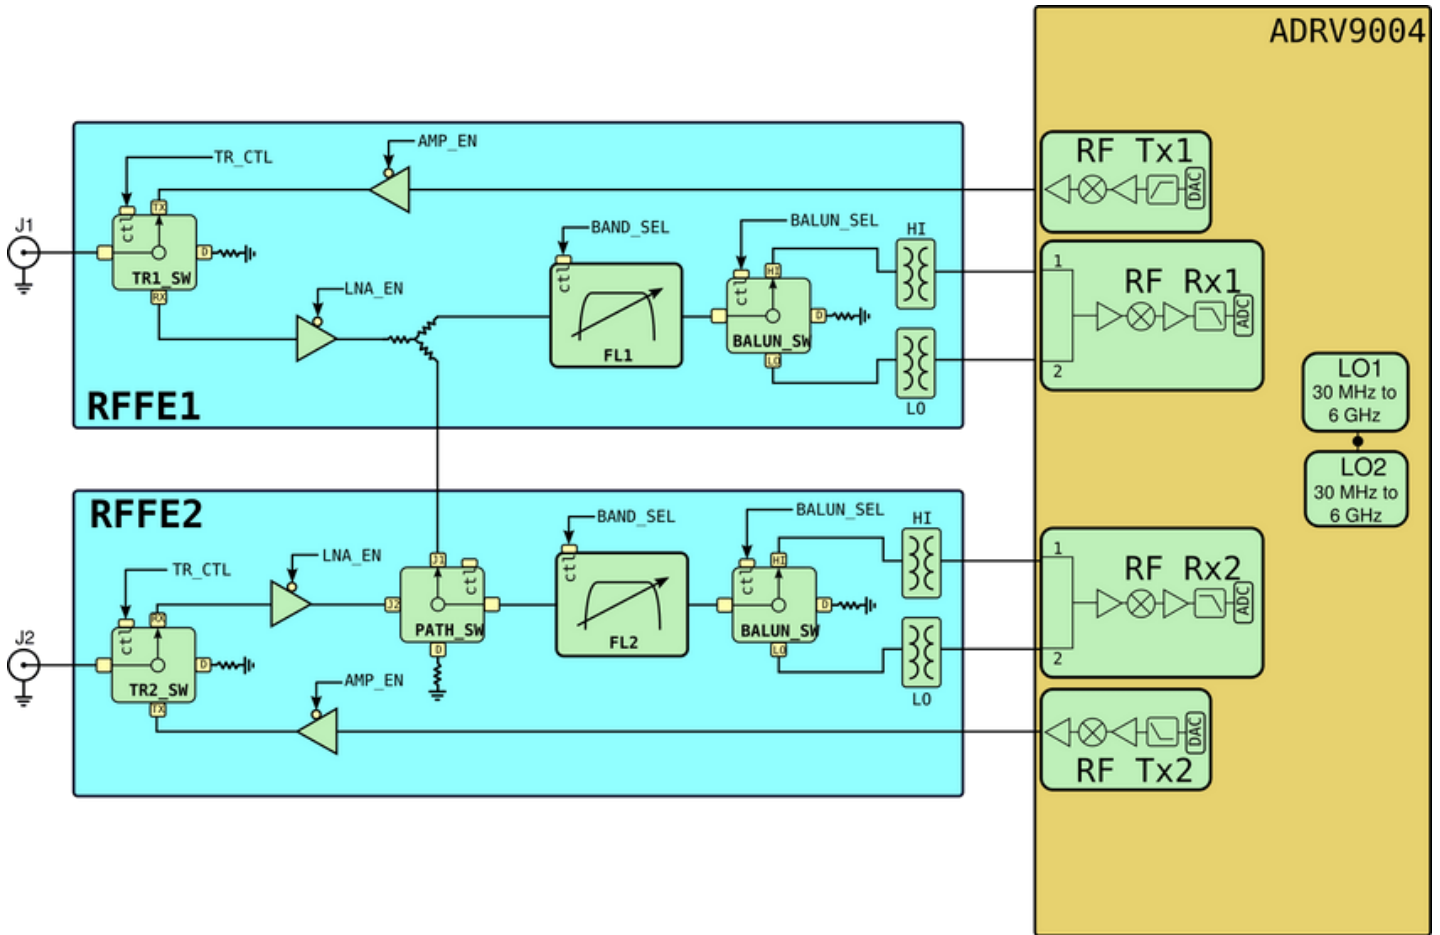 ADRV9004
RF Tx1
DAC
AMP_EN
TR_CTL
J1
ctl
TX
D
TR1_SW
RX
LNA_EN
BAND_SEL
ctl
FL1
BALUN_SEL
ctl
HI
D
BALUN_SW
LO
HI
LO
1
RF Rx1
ADC
2
RFFE1
LO1
30 MHz to
6 GHz
LO2
30 MHz to
6 GHz
RFFE2
LNA_EN
TR_CTL
J2
ctl
RX
D
TR2_SW
TX
AMP_EN
J1
ctl
J2
PATH_SW
D
BAND_SEL
ctl
FL2
BALUN_SEL
ctl
HI
D
BALUN_SW
LO
HI
LO
1
RF Rx2
ADC
2
DAC
RF Tx2